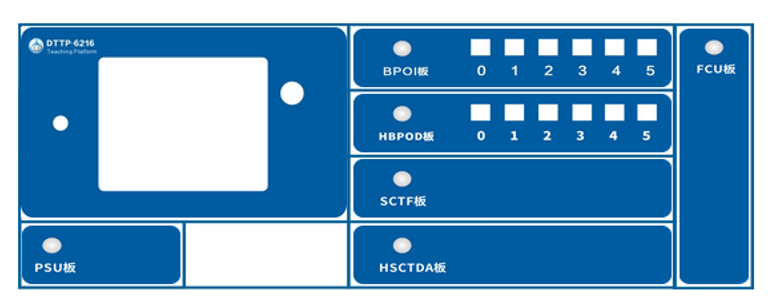 DTTP-6216
Teaching Platform
BPOI板 0 1 2 3 4 5
FCU板
HBPOD板 0 1 2 3 4 5
SCTF板
PSU板
HSCTDA板